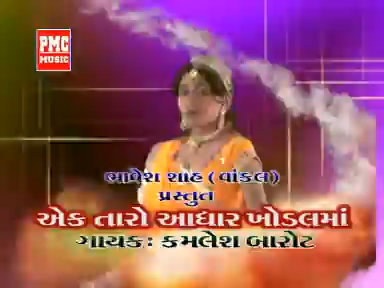 PMC
MUSIC
ભાવેશ શાહ (વાંકલ)
પ્રસ્તુત
એક તારો આધાર ખોડલમાં
ગાયક: કમલેશ બારોટ